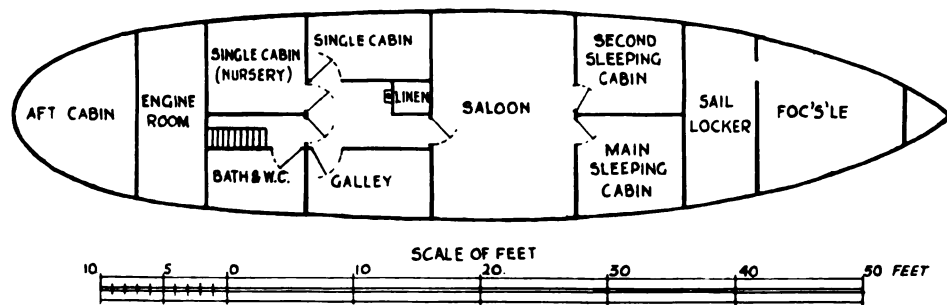 AFT CABIN
ENGINE
ROOM
SINGLE CABIN
(NURSERY)
BATH & W.C.
SINGLE CABIN
LINEN
GALLEY
SALOON
SECOND
SLEEPING
CABIN
MAIN
SLEEPING
CABIN
SAIL
LOCKER
FOC'S'LE
SCALE OF FEET
10 5 0 10 20 30 40 50 FEET